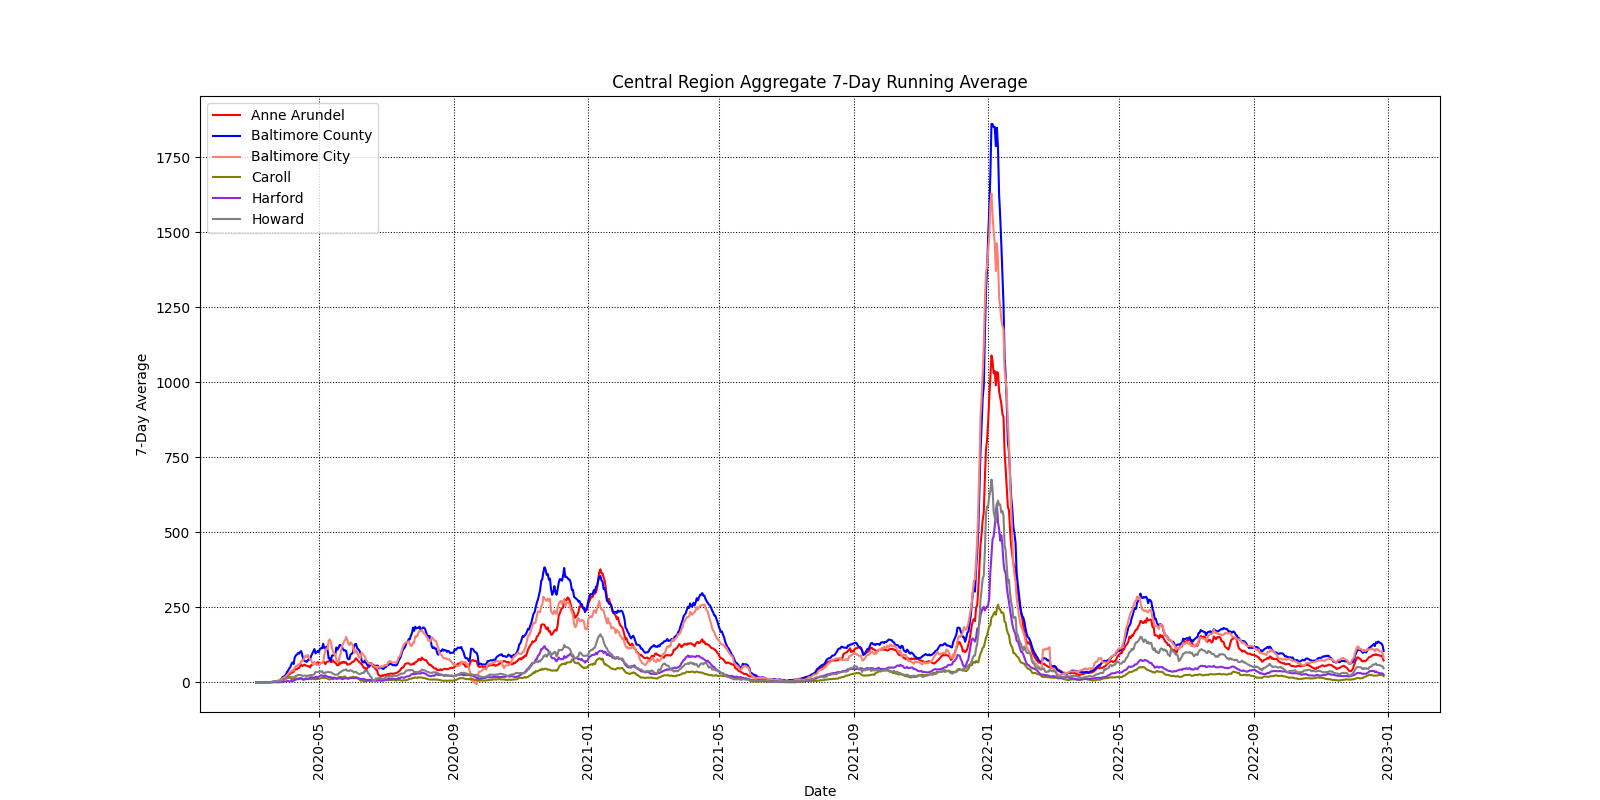 Central Region Aggregate 7-Day Running Average
Anne Arundel
Baltimore County
Baltimore City
Caroll
Harford
Howard
1750
1500
1250
1000
750
500
250
0
7-Day Average
2020-05
2020-09
2021-01
2021-05
2021-09
2022-01
2022-05
2022-09
2023-01
Date